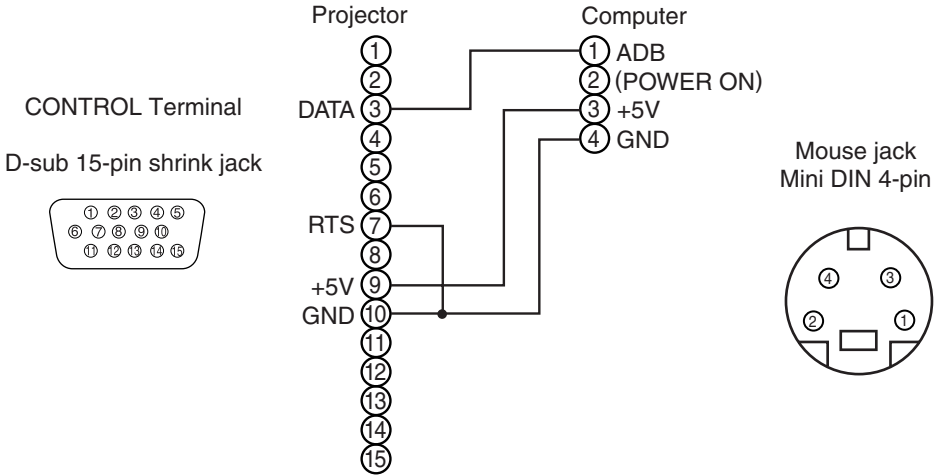 Projector
Computer
① ① ADB
② ② (POWER ON)
CONTROL Terminal
DATA ③ ③ +5V
④ ④ GND
D-sub 15-pin shrink jack
⑤
Mouse jack
Mini DIN 4-pin
⑥
① ② ③ ④ ⑤
⑥ ⑦ ⑧ ⑨ ⑩
⑪ ⑫ ⑬ ⑭ ⑮
RTS ⑦
⑧
+5V ⑨
GND ⑩
⑪
⑫
⑬
⑭
⑮
④ ③
② ①